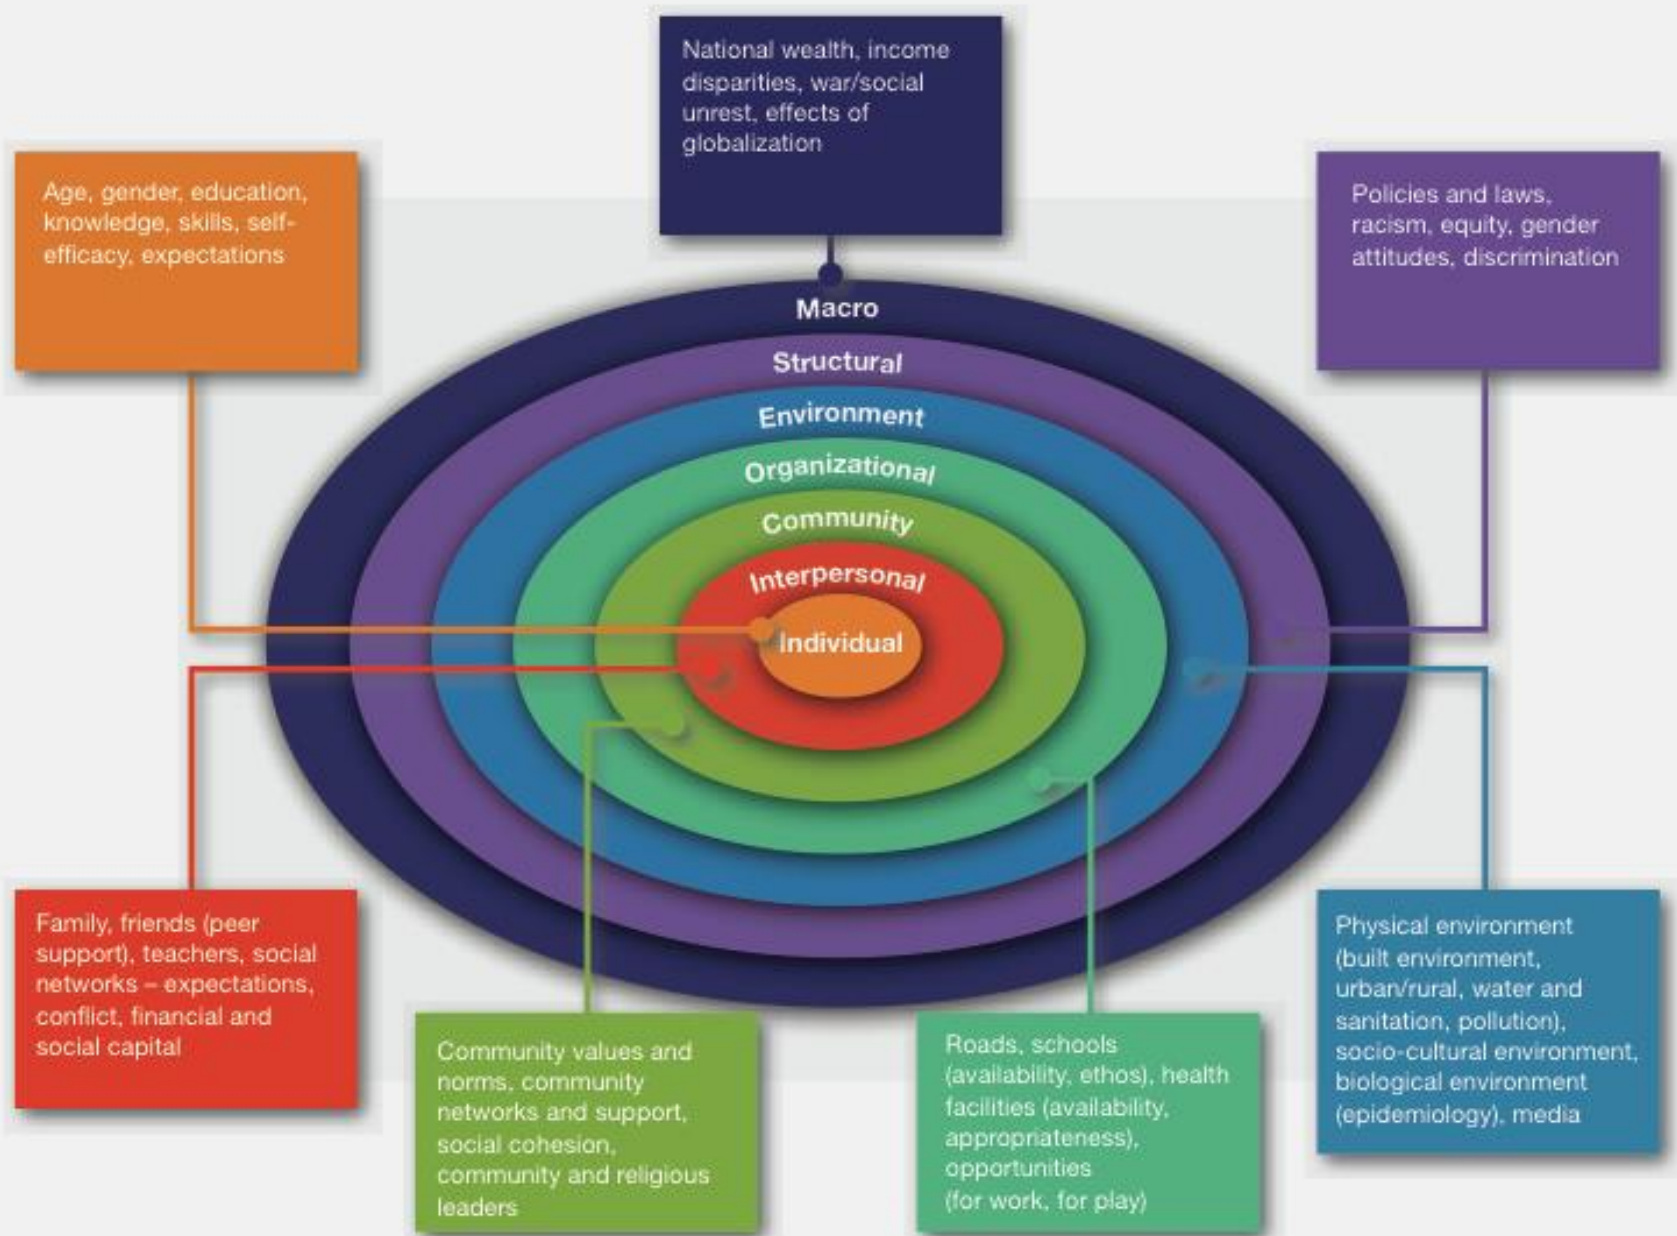 National wealth, income
disparities, war/social
unrest, effects of
globalization
Age, gender, education,
knowledge, skills, self-
efficacy, expectations
Policies and laws,
racism, equity, gender
attitudes, discrimination
Macro
Structural
Environment
Organizational
Community
Interpersonal
Individual
Family, friends (peer
support), teachers, social
networks – expectations,
conflict, financial and
social capital
Community values and
norms, community
networks and support,
social cohesion,
community and religious
leaders
Roads, schools
(availability, ethos), health
facilities (availability,
appropriateness),
opportunities
(for work, for play)
Physical environment
(built environment,
urban/rural, water and
sanitation, pollution),
socio-cultural environment,
biological environment
(epidemiology), media